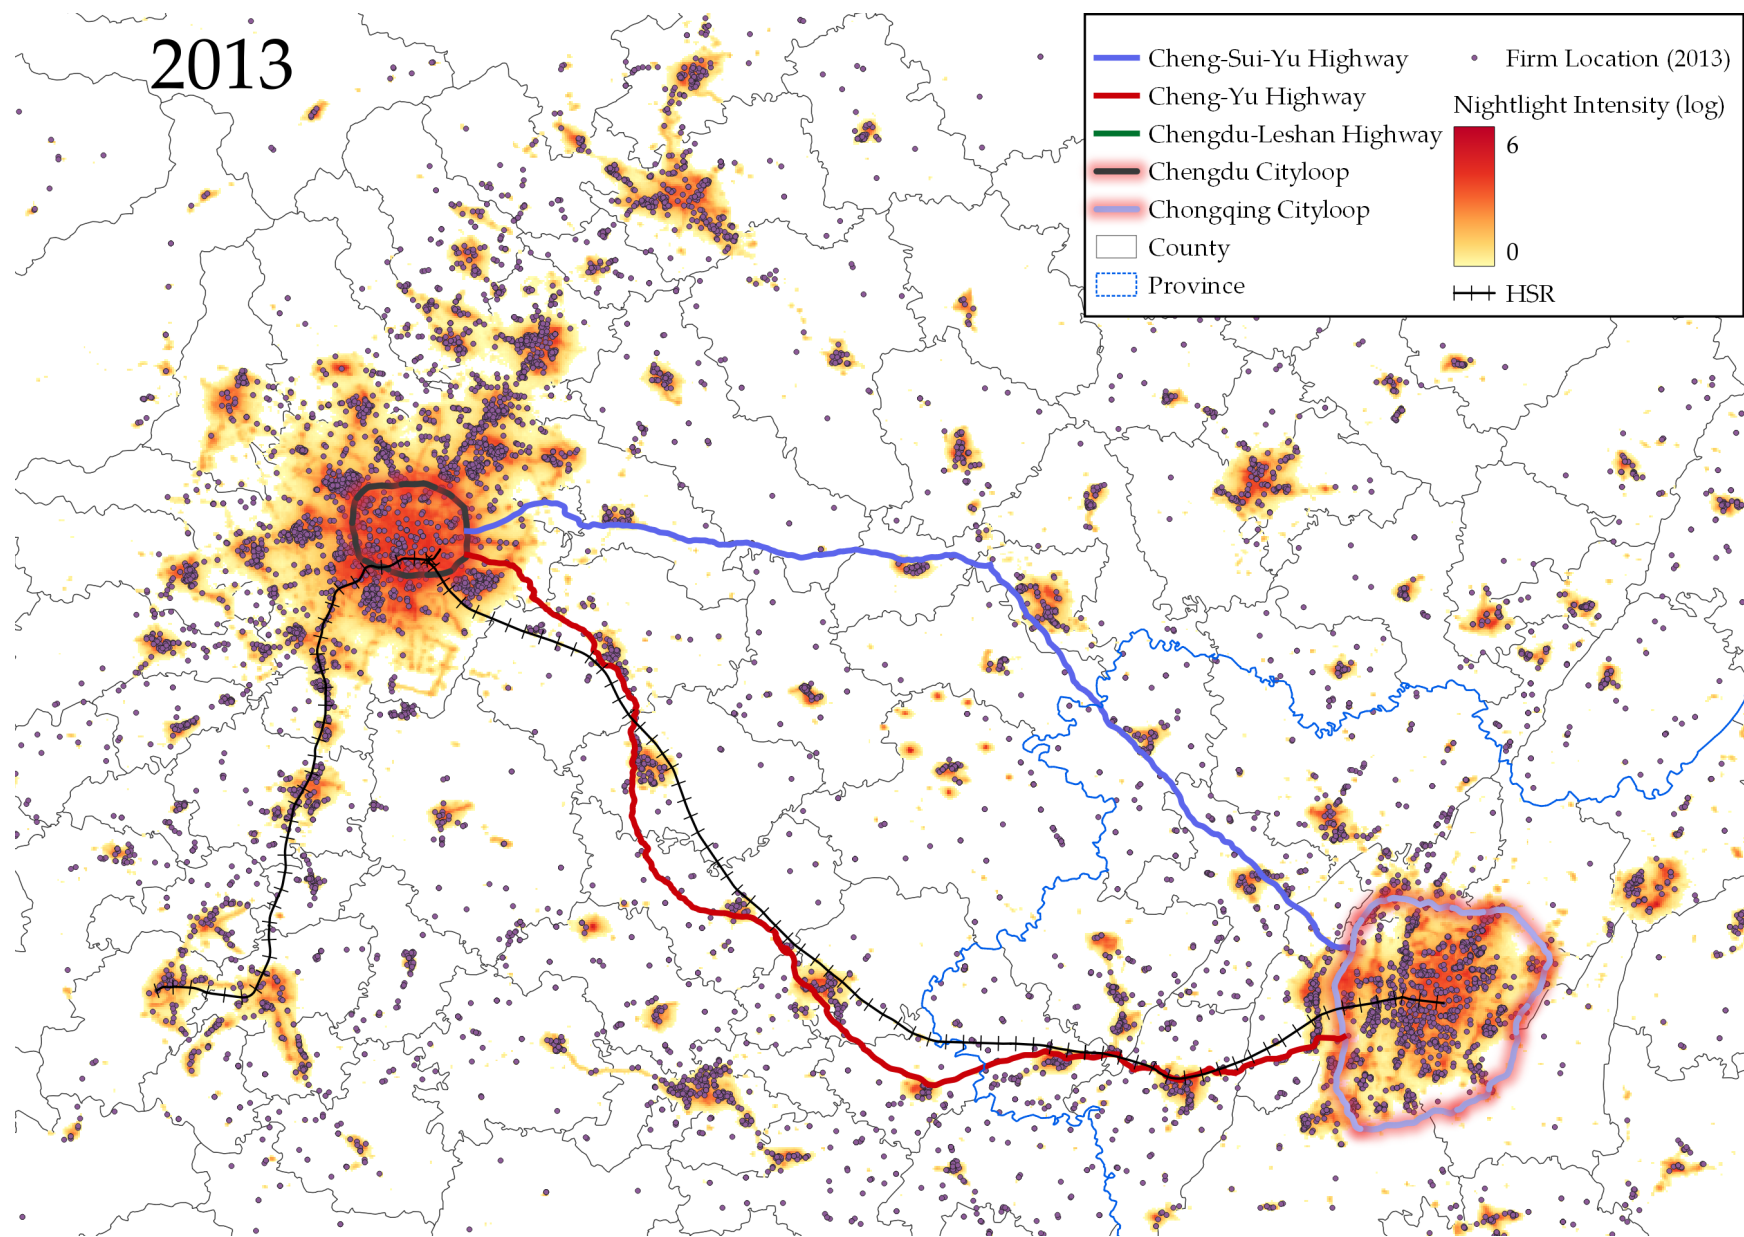 2013
Cheng-Sui-Yu Highway
Cheng-Yu Highway
Chengdu-Leshan Highway
Chengdu Cityloop
Chongqing Cityloop
County
Province
Firm Location (2013)
Nightlight Intensity (log)
6
0
HSR